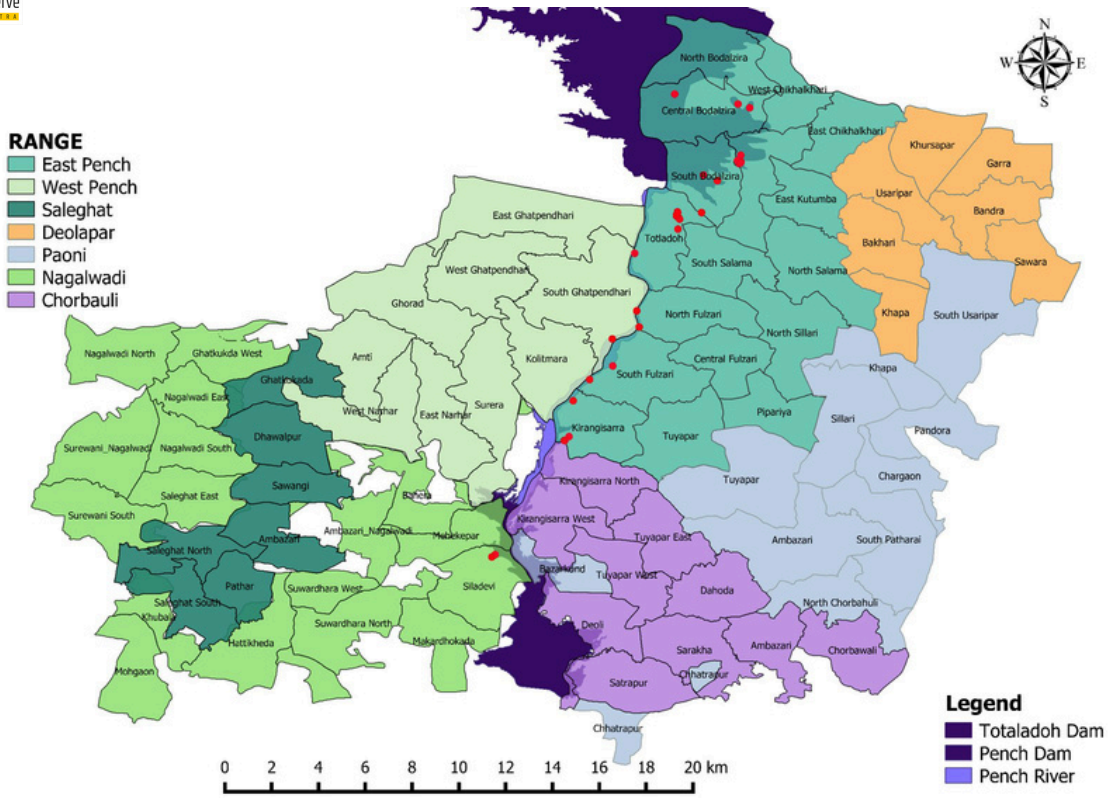 N
W E
S
RANGE
East Pench
West Pench
Saleghat
Deolapar
Paoni
Nagalwadi
Chorbauli
North Bodalzira
West Chikhalkhari
Central Bodalzira
East Chikhalkhari
Khursapar
Garra
South Bodalzira
Usaripar
East Kutumba
Bandra
East Ghatpendhari
Totladoh
Bakhari
South Salama
Sawara
West Ghatpendhari
North Salama
South Ghatpendhari
Ghorad
North Fulzari
Khapa
South Usaripar
North Sillari
Nagalwadi North
Ghatkukda West
Amti
Kolitmara
Central Fulzari
Khapa
South Fulzari
Ghatkukada
Nagalwadi East
West Narhar
East Narhar
Surera
Pipariya
Sillari
Kirangisarra
Pandora
Dhawalpur
Tuyapar
Surewani_Nagalwadi
Nagalwadi South
Chargaon
Kirangisarra North
Tuyapar
Sawangi
Saleghat East
Bahera
Surewani South
Kirangisarra West
Ambazari_Nagalwadi
Mahekepar
Tuyapar East
Ambazari
South Patharai
Ambazari
Saleghat North
Bazarkund
Tuyapar West
Pathar
Suwardhara West
Siladevi
Dahoda
Saleghat South
North Chorbahuli
Khubala
Suwardhara North
Deoli
Hattikheda
Makardhokada
Sarakha
Ambazari
Chorbawali
Mohgaon
Chhatrapur
Satrapur
Chhatrapur
Legend
Totaladoh Dam
Pench Dam
Pench River
0 2 4 6 8 10 12 14 16 18 20 km